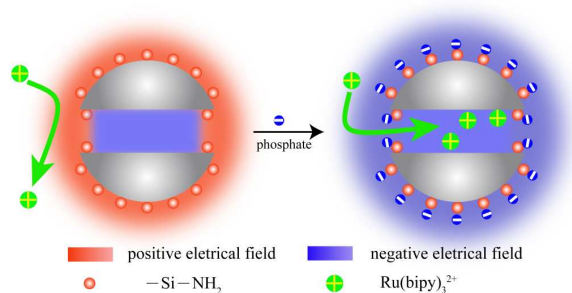 phosphate
positive eletrical field
negative eletrical field
−Si−NH₂
Ru(bipy)₃²⁺